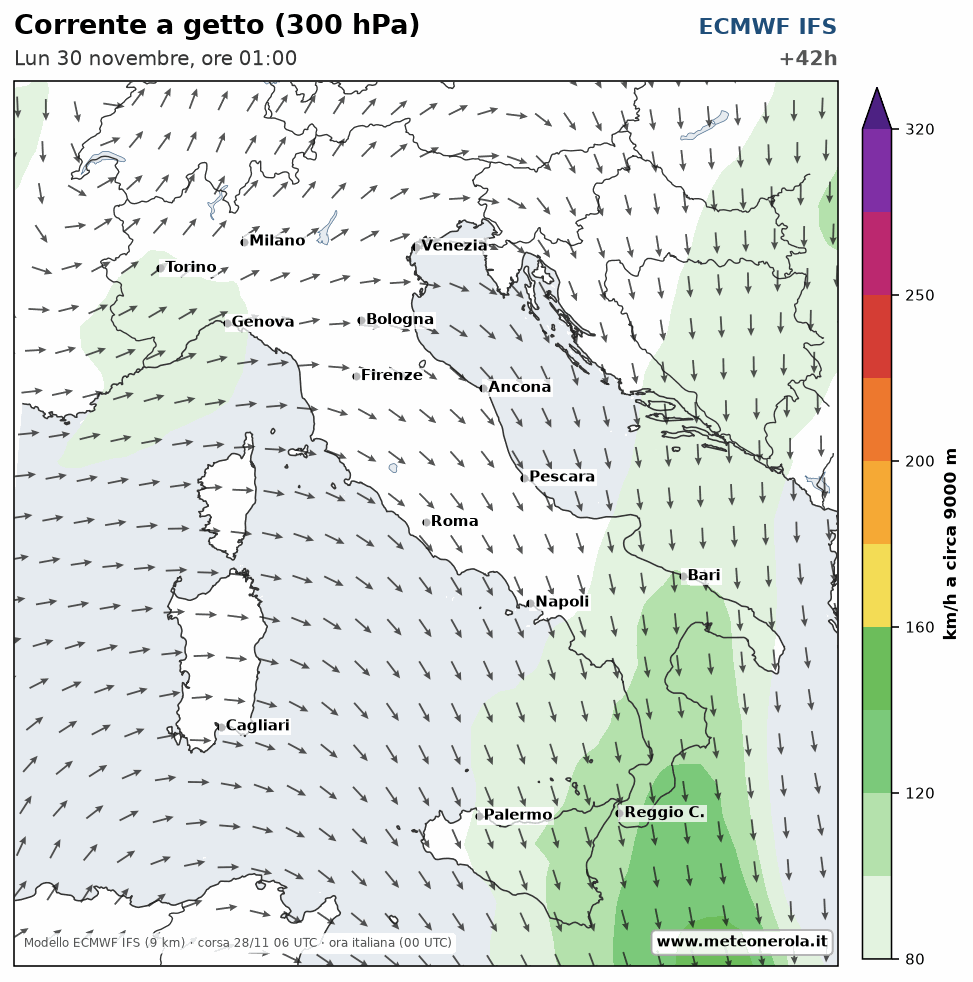 Corrente a getto (300 hPa)
ECMWF IFS
Lun 30 novembre, ore 01:00
+42h
Milano
Venezia
Torino
Genova
Bologna
Firenze
Ancona
Pescara
Roma
Bari
Napoli
Cagliari
Palermo
Reggio C.
Modello ECMWF IFS (9 km) · corsa 28/11 06 UTC · ora italiana (00 UTC)
www.meteonerola.it
320
250
200
160
120
80
km/h a circa 9000 m